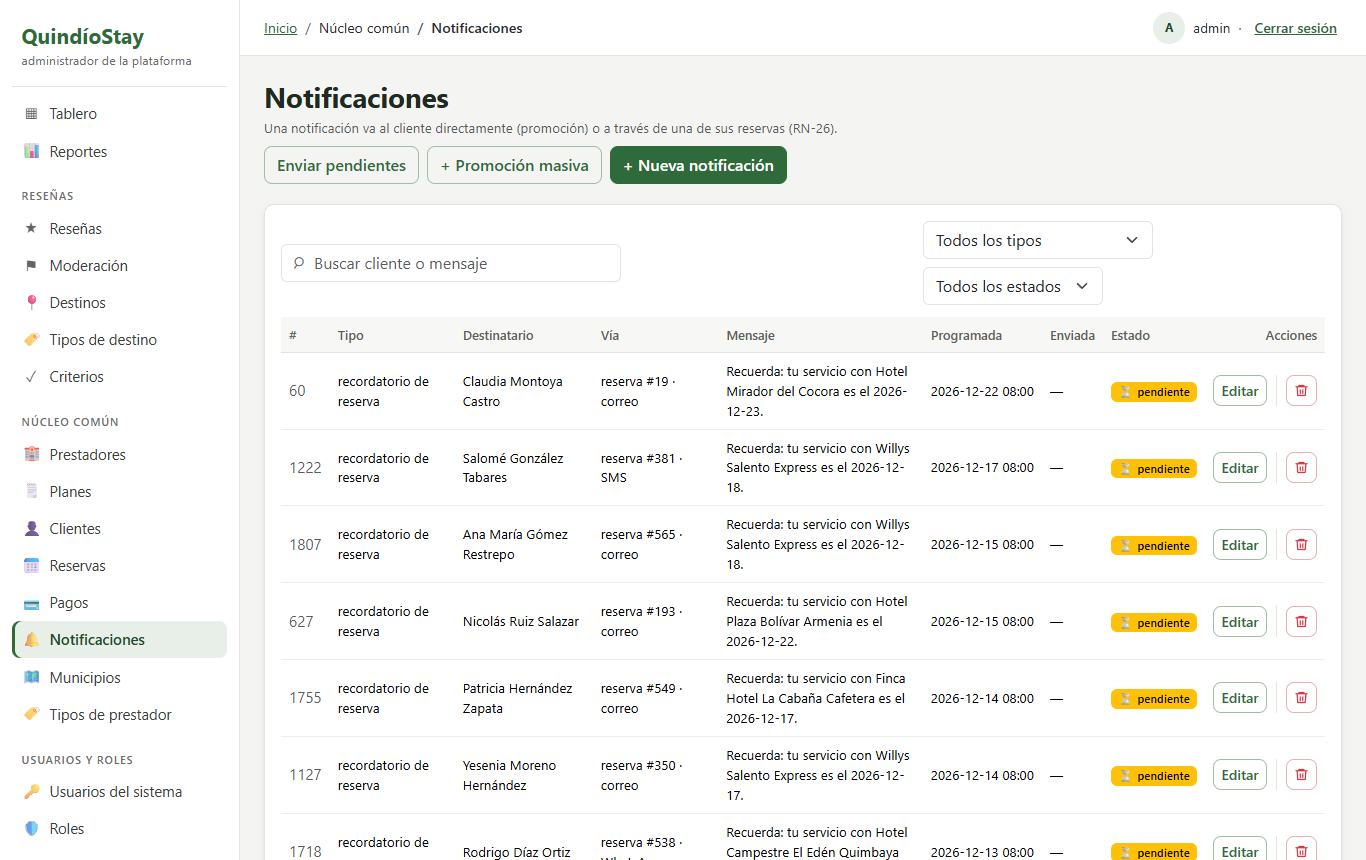 QuindíoStay
administrador de la plataforma
Tablero
Reportes
RESEÑAS
Reseñas
Moderación
Destinos
Tipos de destino
Criterios
NÚCLEO COMÚN
Prestadores
Planes
Clientes
Reservas
Pagos
Notificaciones
Municipios
Tipos de prestador
USUARIOS Y ROLES
Usuarios del sistema
Roles
Inicio / Núcleo común / Notificaciones
A admin · Cerrar sesión
Notificaciones
Una notificación va al cliente directamente (promoción) o a través de una de sus reservas (RN-26).
Enviar pendientes + Promoción masiva + Nueva notificación
Buscar cliente o mensaje
Todos los tipos
Todos los estados
# Tipo Destinatario Vía Mensaje Programada Enviada Estado Acciones
60 recordatorio de reserva Claudia Montoya Castro reserva #19 · correo Recuerda: tu servicio con Hotel Mirador del Cocora es el 2026-12-23. 2026-12-22 08:00 — pendiente Editar
1222 recordatorio de reserva Salomé González Tabares reserva #381 · SMS Recuerda: tu servicio con Willys Salento Express es el 2026-12-18. 2026-12-17 08:00 — pendiente Editar
1807 recordatorio de reserva Ana María Gómez Restrepo reserva #565 · correo Recuerda: tu servicio con Willys Salento Express es el 2026-12-18. 2026-12-15 08:00 — pendiente Editar
627 recordatorio de reserva Nicolás Ruiz Salazar reserva #193 · correo Recuerda: tu servicio con Hotel Plaza Bolívar Armenia es el 2026-12-22. 2026-12-15 08:00 — pendiente Editar
1755 recordatorio de reserva Patricia Hernández Zapata reserva #549 · correo Recuerda: tu servicio con Finca Hotel La Cabaña Cafetera es el 2026-12-17. 2026-12-14 08:00 — pendiente Editar
1127 recordatorio de reserva Yesenia Moreno Hernández reserva #350 · correo Recuerda: tu servicio con Willys Salento Express es el 2026-12-17. 2026-12-14 08:00 — pendiente Editar
1718 recordatorio de Rodrigo Díaz Ortiz reserva #538 · Recuerda: tu servicio con Hotel Campestre El Edén Quimbaya 2026-12-13 08:00 — pendiente Editar